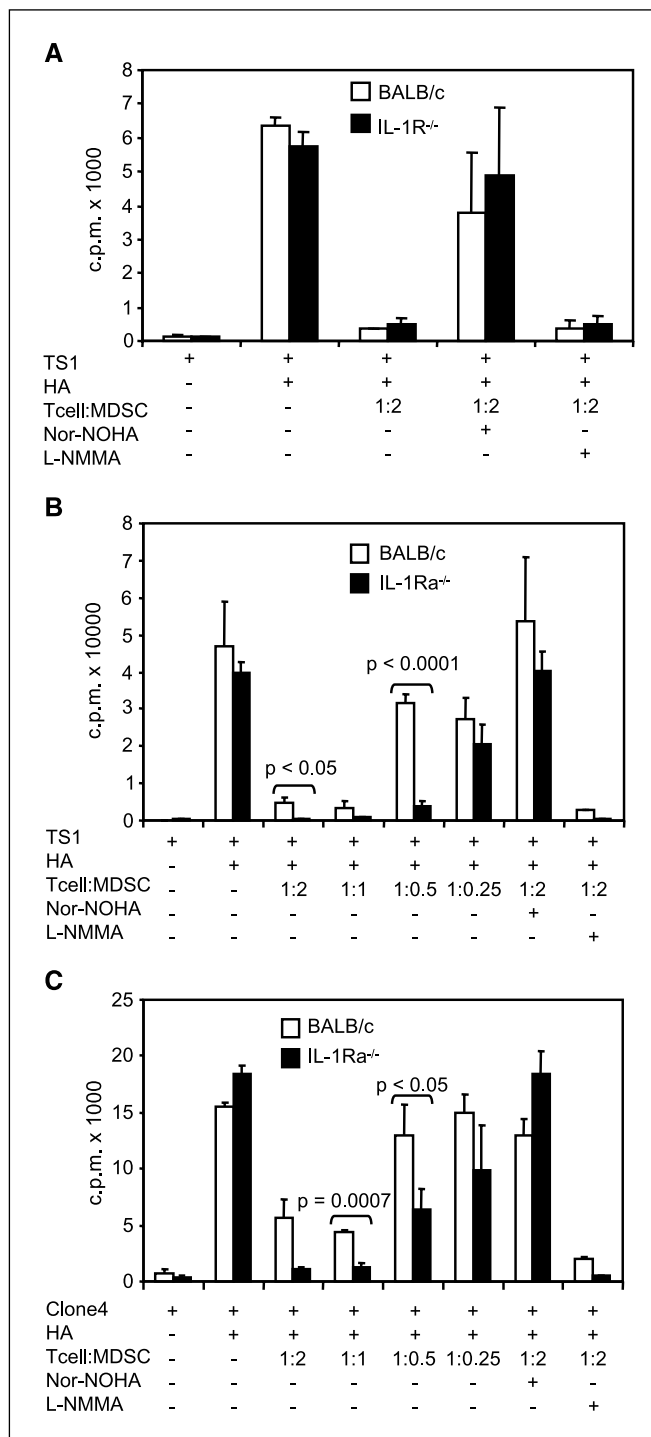 A
8
7
6
5
4
3
2
1
0
c.p.m. x 1000
BALB/c
IL-1R-/-
TS1 + + + + +
HA - + + + +
Tcell:MDSC - - 1:2 1:2 1:2
Nor-NOHA - - - + -
L-NMMA - - - - +
B
8
7
6
5
4
3
2
1
0
c.p.m. x 10000
BALB/c
IL-1Ra-/-
p < 0.0001
p < 0.05
TS1 + + + + + + + +
HA - + + + + + + +
Tcell:MDSC - - 1:2 1:1 1:0.5 1:0.25 1:2 1:2
Nor-NOHA - - - - - - + -
L-NMMA - - - - - - - +
C
25
20
15
10
5
0
c.p.m. x 1000
BALB/c
IL-1Ra-/-
p < 0.05
p = 0.0007
Clone4 + + + + + + + +
HA - + + + + + + +
Tcell:MDSC - - 1:2 1:1 1:0.5 1:0.25 1:2 1:2
Nor-NOHA - - - - - - + -
L-NMMA - - - - - - - +